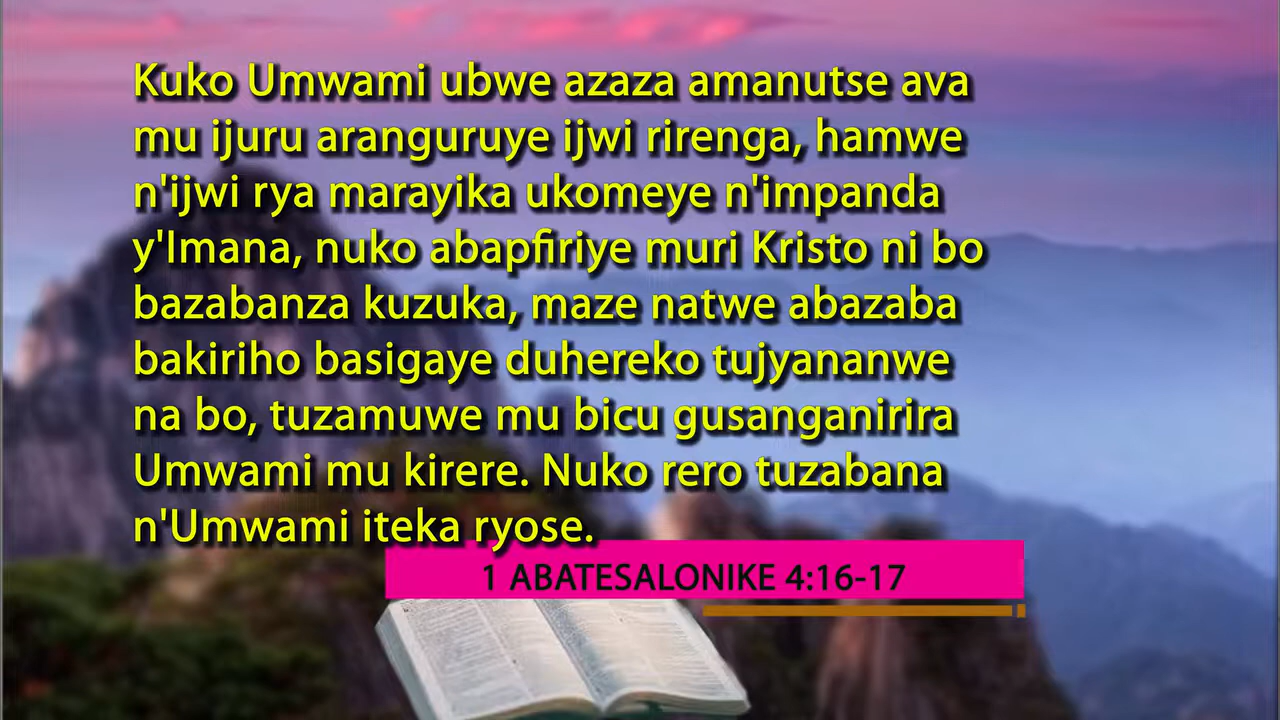 Kuko Umwami ubwe azaza amanutse ava
mu ijuru aranguruye ijwi rirenga, hamwe
n'ijwi rya marayika ukomeye n'impanda
y'Imana, nuko abapfiriye muri Kristo ni bo
bazabanza kuzuka, maze natwe abazaba
bakiriho basigaye duhereko tujyananwe
na bo, tuzamuwe mu bicu gusanganirira
Umwami mu kirere. Nuko rero tuzabana
n'Umwami iteka ryose.
1 ABATESALONIKE 4:16-17